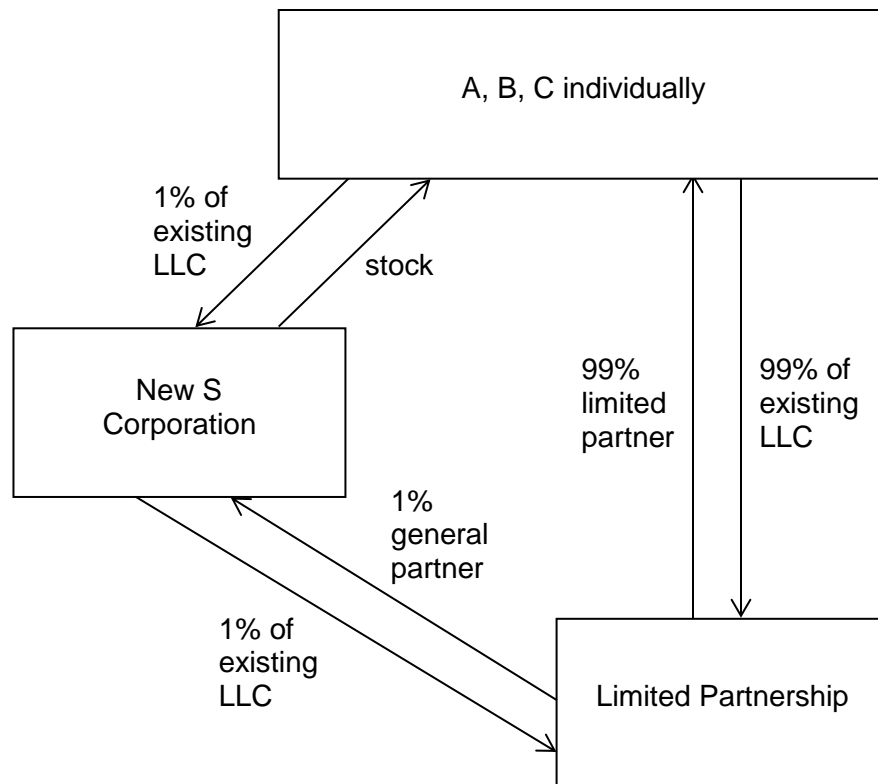 A, B, C individually
1% of
existing
LLC
stock
New S
Corporation
99%
limited
partner
99% of
existing
LLC
1%
general
partner
1% of
existing
LLC
Limited Partnership